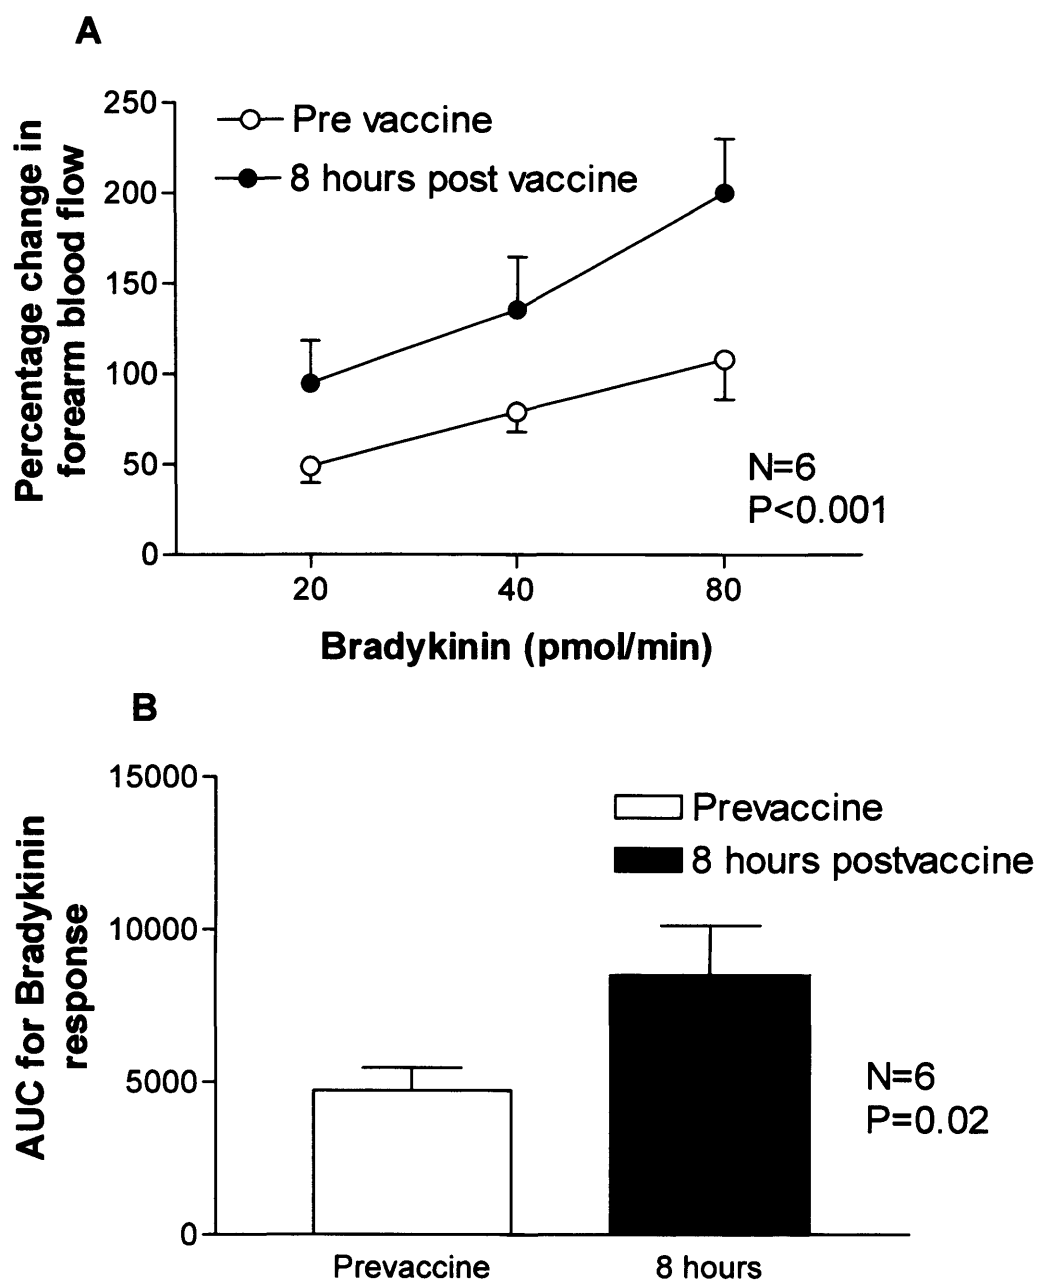 A
Percentage change in
forearm blood flow
250
200
150
100
50
0
Pre vaccine
8 hours post vaccine
N=6
P<0.001
20 40 80
Bradykinin (pmol/min)
B
AUC for Bradykinin
response
15000
10000
5000
0
Prevaccine
8 hours postvaccine
N=6
P=0.02
Prevaccine 8 hours